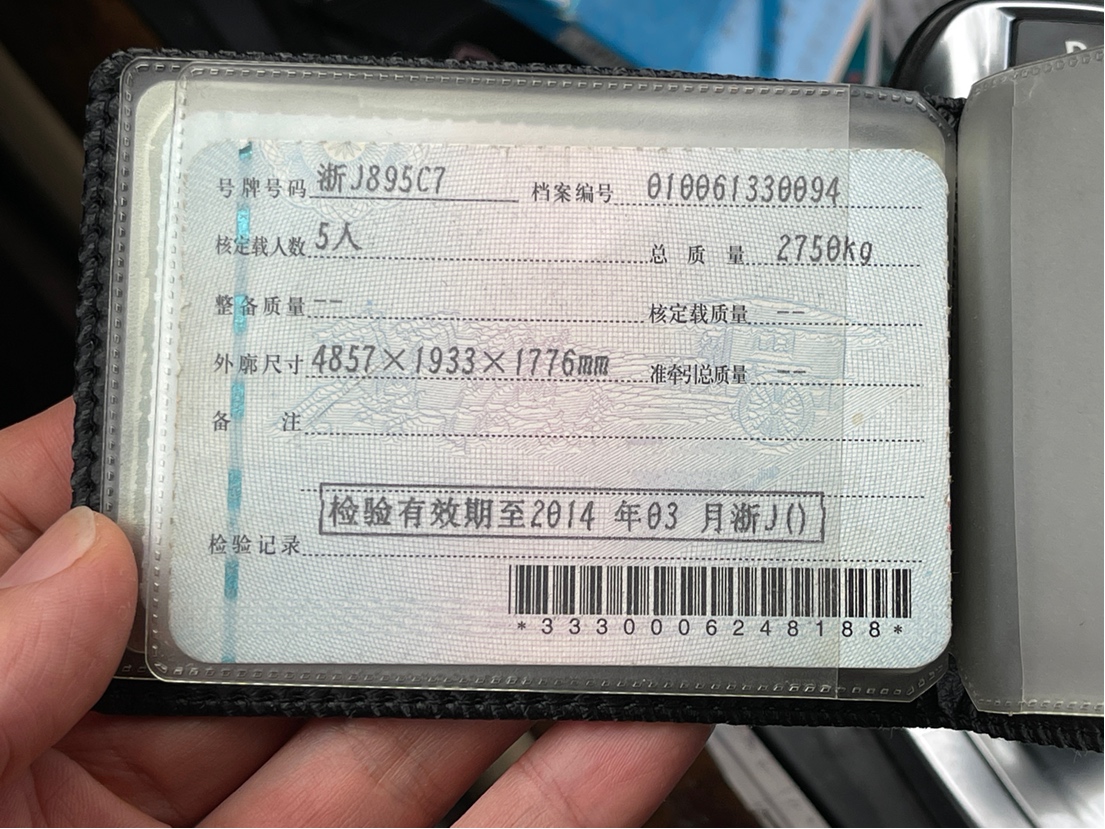 号牌号码 浙J895C7 档案编号 010061330094
核定载人数 5人 总质量 2750kg
整备质量 -- 核定载质量 --
外廓尺寸 4857×1933×1776mm 准牵引总质量 --
备注
检验有效期至2014 年03 月浙J()
检验记录
*3330006248188*